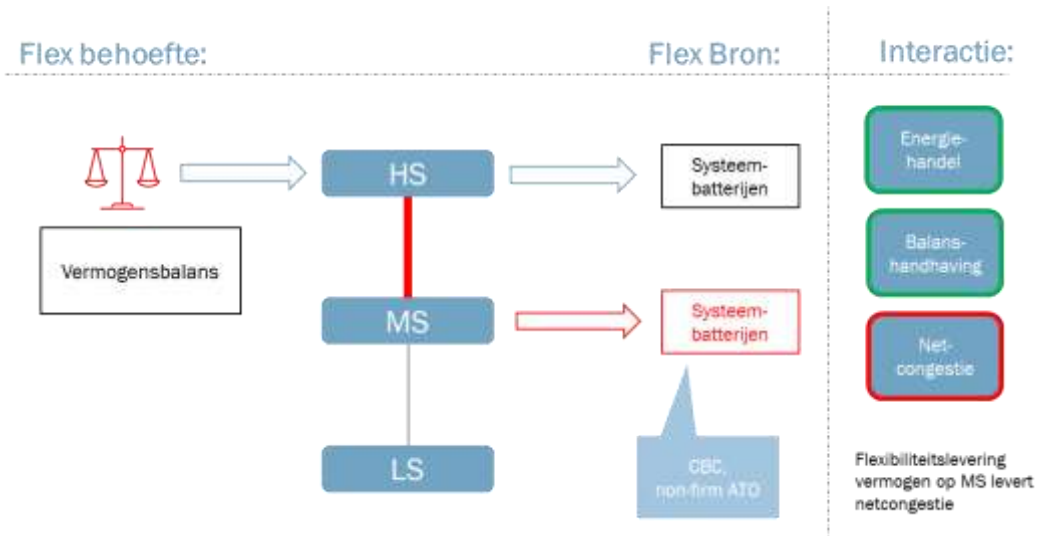 Flex behoefte:
Flex Bron:
Interactie:
HS
Systeem-
batterijen
Energie-
handel
Vermogensbalans
Balans-
handhaving
MS
Systeem-
batterijen
Net-
congestie
LS
CBC,
non-firm ATO
Flexibiliteitslevering
vermogen op MS levert
netcongestie